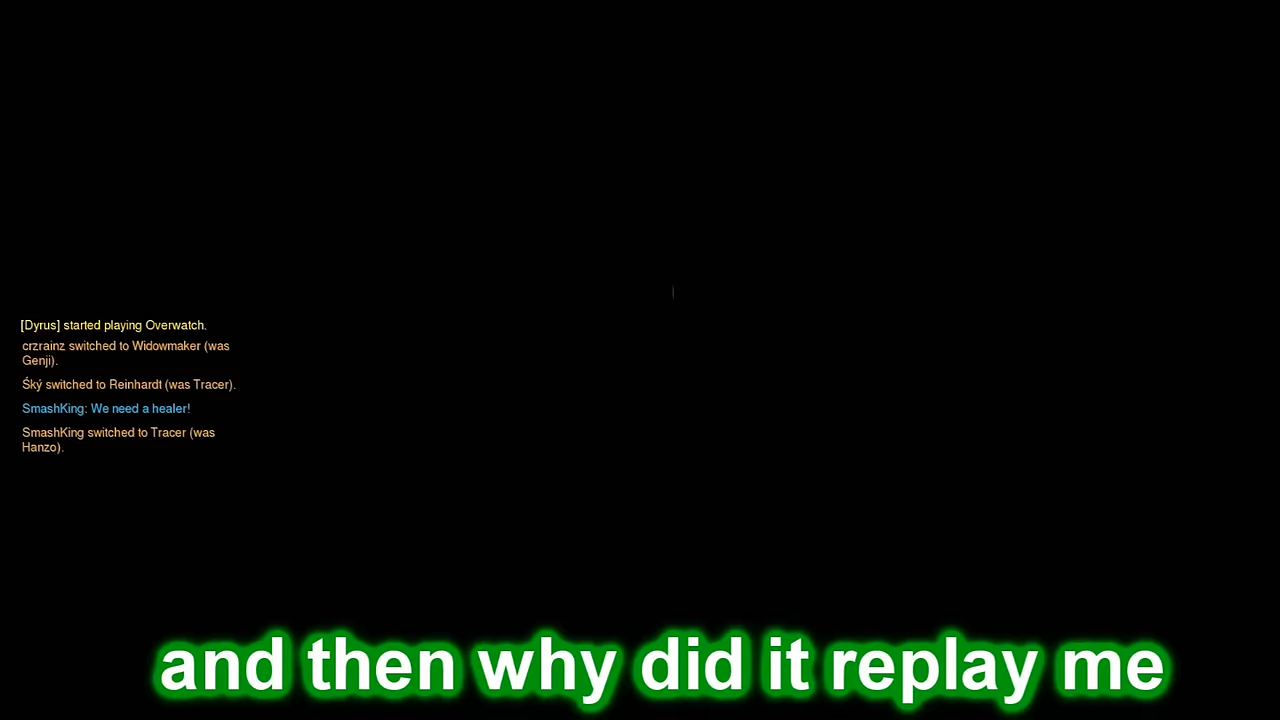 [Dyrus] started playing Overwatch.
crzrainz switched to Widowmaker (was
Genji).
Śký switched to Reinhardt (was Tracer).
SmashKing: We need a healer!
SmashKing switched to Tracer (was
Hanzo).
and then why did it replay me